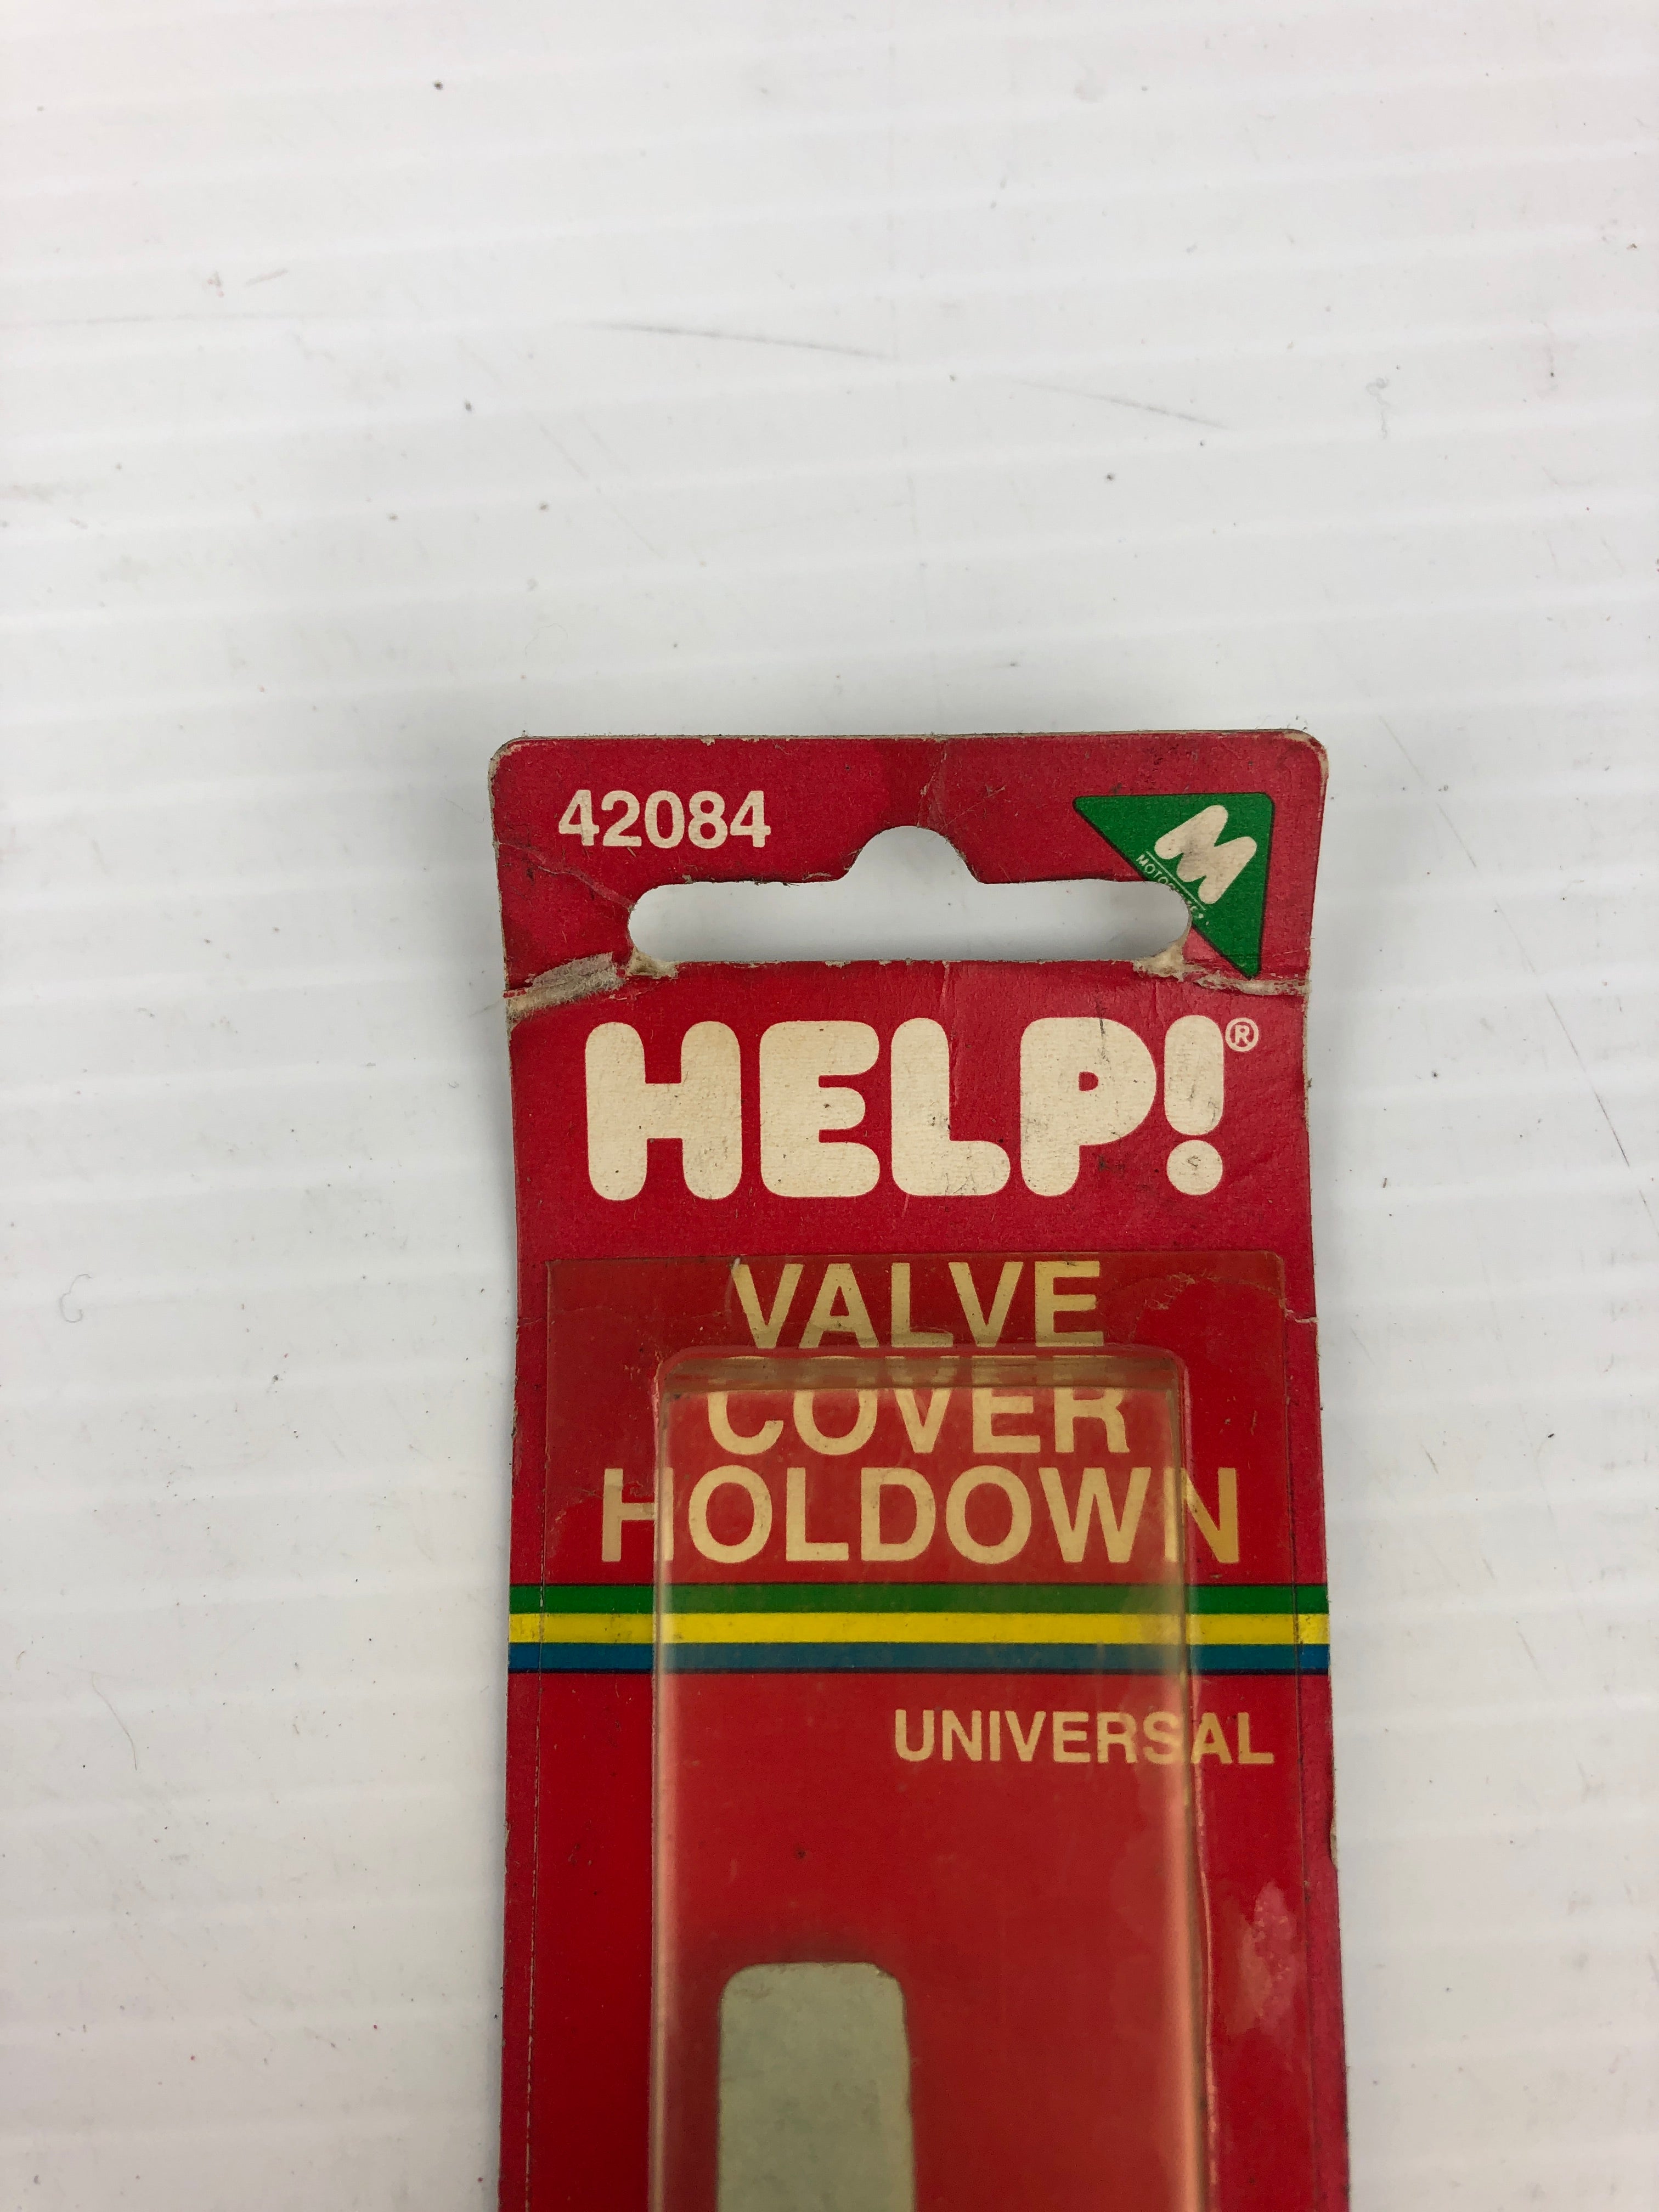 42084
M
HELP!®
VALVE
COVER
HOLDOWN
UNIVERSAL